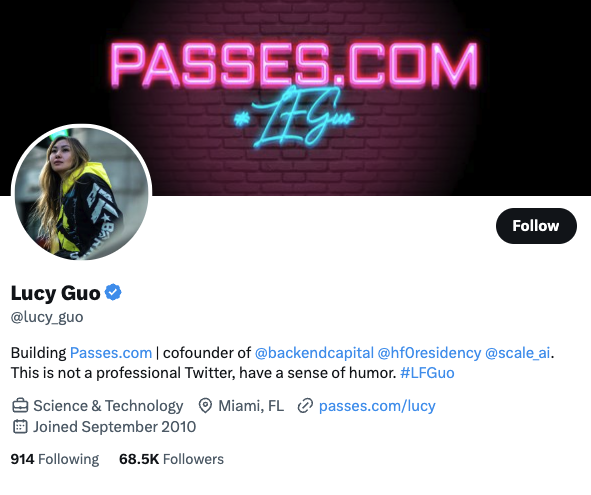 PASSES.COM
#LFGuo
Follow
Lucy Guo
@lucy_guo
Building Passes.com | cofounder of @backendcapital @hf0residency @scale_ai.
This is not a professional Twitter, have a sense of humor. #LFGuo
Science & Technology Miami, FL passes.com/lucy
Joined September 2010
914 Following 68.5K Followers